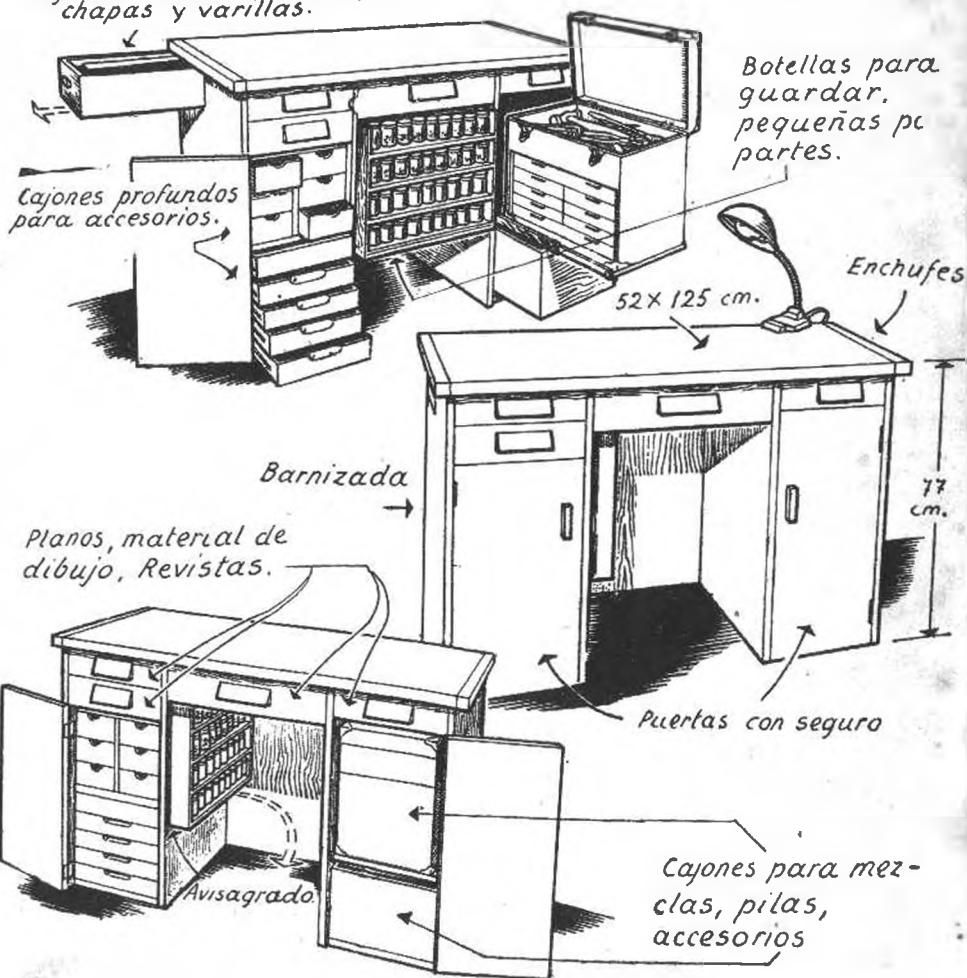 chapas y varillas.
Botellas para
guardar,
pequeñas
partes.
Cajones profundos
para accesorios.
52 X 125 cm.
Enchufes
Barnizada
77
cm.
Planos, material de
dibujo, Revistas.
Puertas con seguro
Avisagrado
Cajones para mez-
clas, pilas,
accesorios